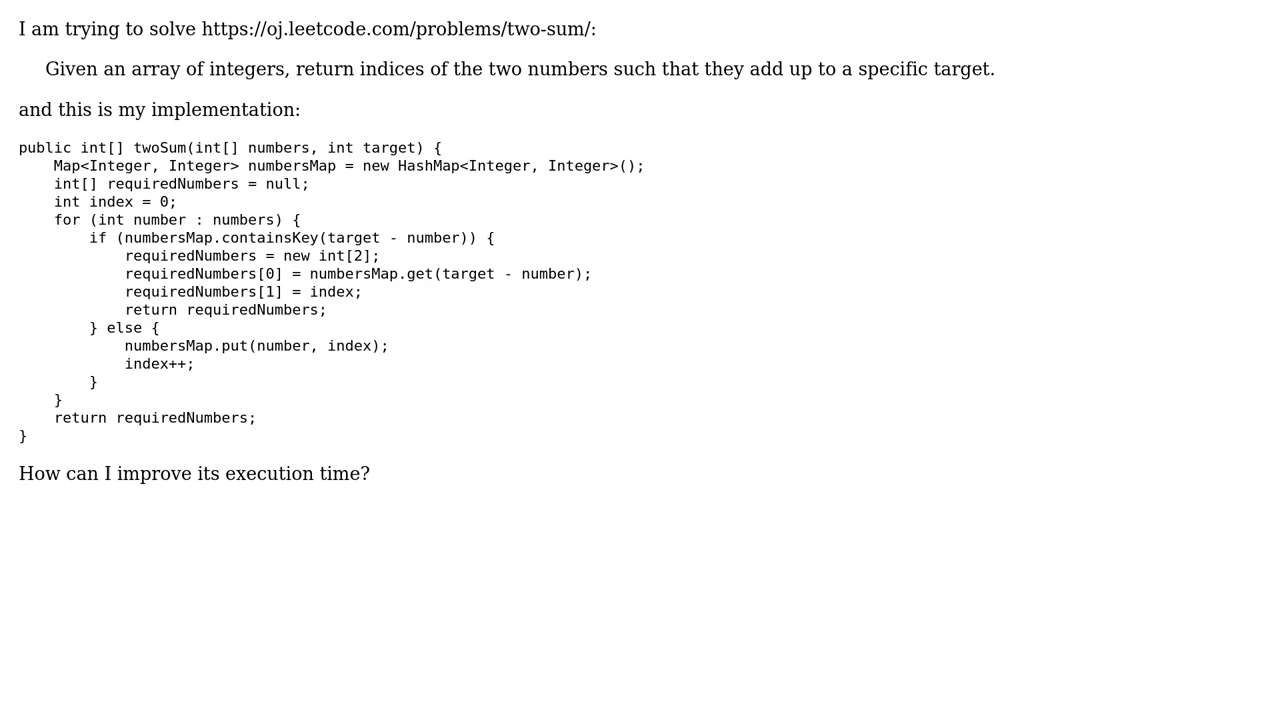 I am trying to solve https://oj.leetcode.com/problems/two-sum/:
Given an array of integers, return indices of the two numbers such that they add up to a specific target.
and this is my implementation:
public int[] twoSum(int[] numbers, int target) {
    Map<Integer, Integer> numbersMap = new HashMap<Integer, Integer>();
    int[] requiredNumbers = null;
    int index = 0;
    for (int number : numbers) {
        if (numbersMap.containsKey(target - number)) {
            requiredNumbers = new int[2];
            requiredNumbers[0] = numbersMap.get(target - number);
            requiredNumbers[1] = index;
            return requiredNumbers;
        } else {
            numbersMap.put(number, index);
            index++;
        }
    }
    return requiredNumbers;
}
How can I improve its execution time?